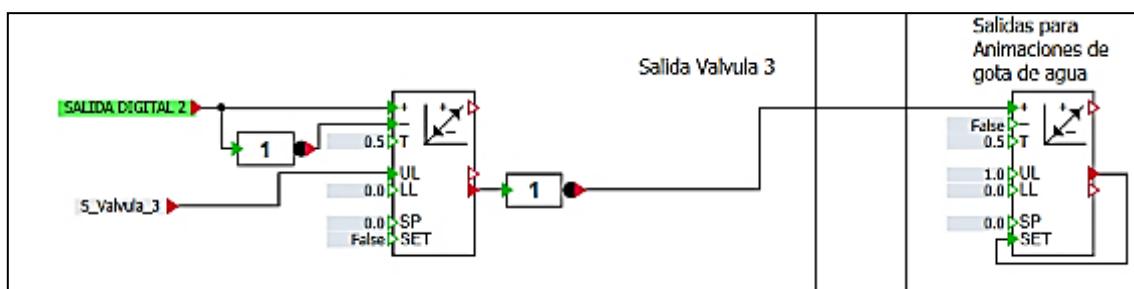 Salidas para
Animaciones de
gota de agua
Salida Valvula 3
SALIDA DIGITAL 2
+
−
0.5 T
1
UL
0.0 LL
S_Valvula_3
0.0 SP
False SET
+ −
1
+
False −
0.5 T
1.0 UL
0.0 LL
0.0 SP
SET
+ −